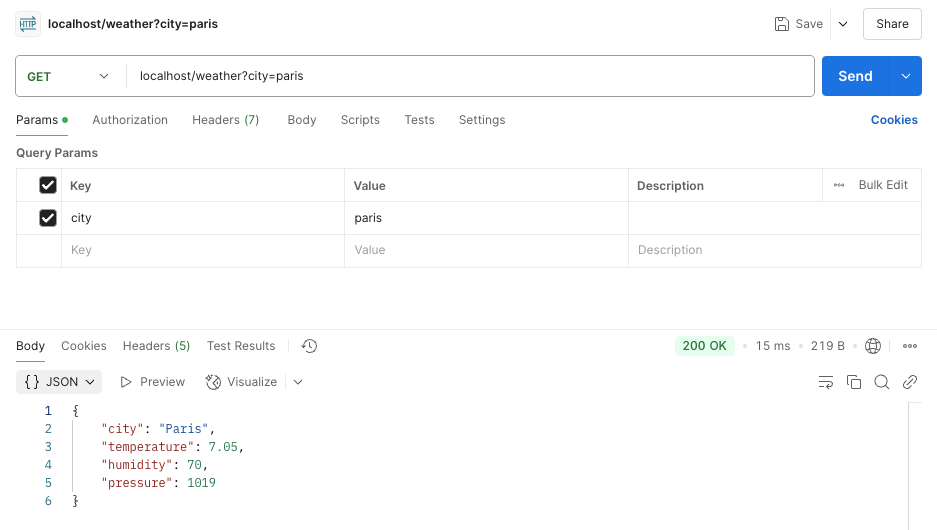 HTTP localhost/weather?city=paris Save Share
GET localhost/weather?city=paris Send
Params Authorization Headers (7) Body Scripts Tests Settings Cookies
Query Params
Key Value Description Bulk Edit
city paris
Key Value Description
Body Cookies Headers (5) Test Results 200 OK 15 ms 219 B
{} JSON Preview Visualize
1 {
2 "city": "Paris",
3 "temperature": 7.05,
4 "humidity": 70,
5 "pressure": 1019
6 }